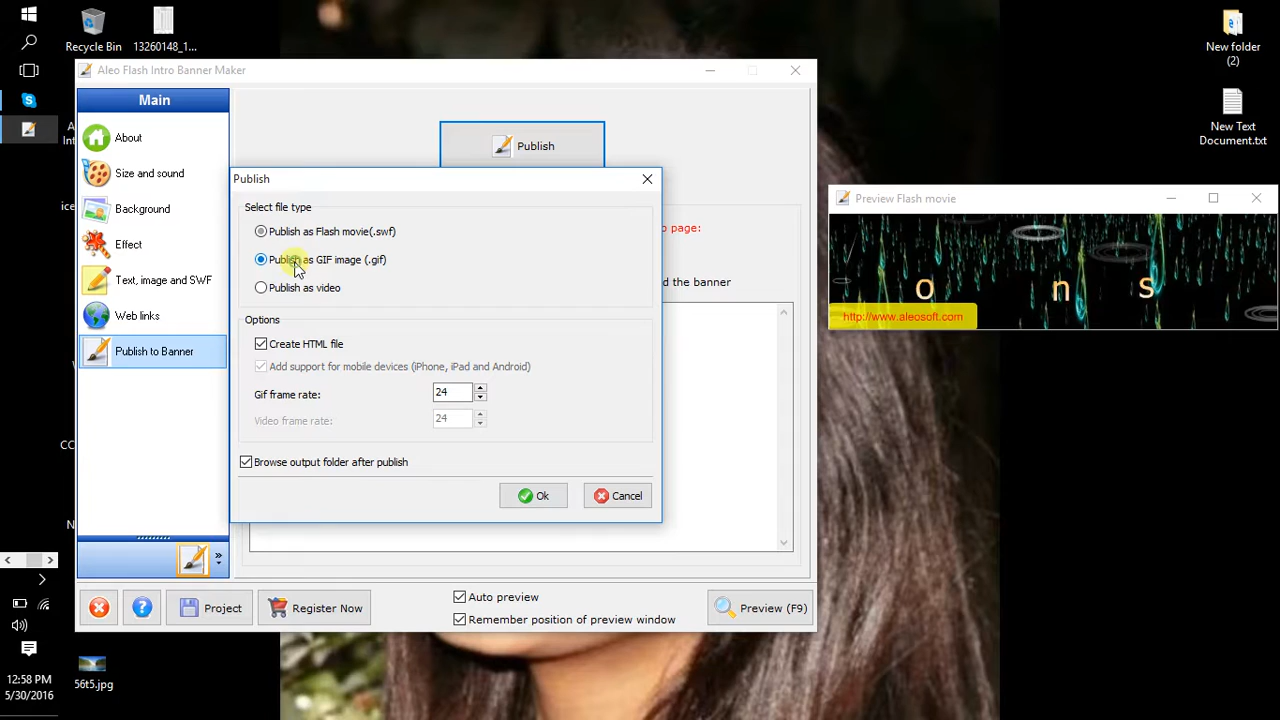 Recycle Bin
13260148_1...
New folder
(2)
New Text
Document.txt
Aleo Flash Intro Banner Maker
Main
About
Size and sound
Background
Effect
Text, image and SWF
Web links
Publish to Banner
Publish
Publish
Select file type
Publish as Flash movie(.swf)
Publish as GIF image (.gif)
Publish as video
Options
Create HTML file
Add support for mobile devices (iPhone, iPad and Android)
Gif frame rate:
24
Video frame rate:
24
Browse output folder after publish
Ok
Cancel
o page:
d the banner
Preview Flash movie
o n s
http://www.aleosoft.com
Project
Register Now
Auto preview
Remember position of preview window
Preview (F9)
56t5.jpg
12:58 PM
5/30/2016